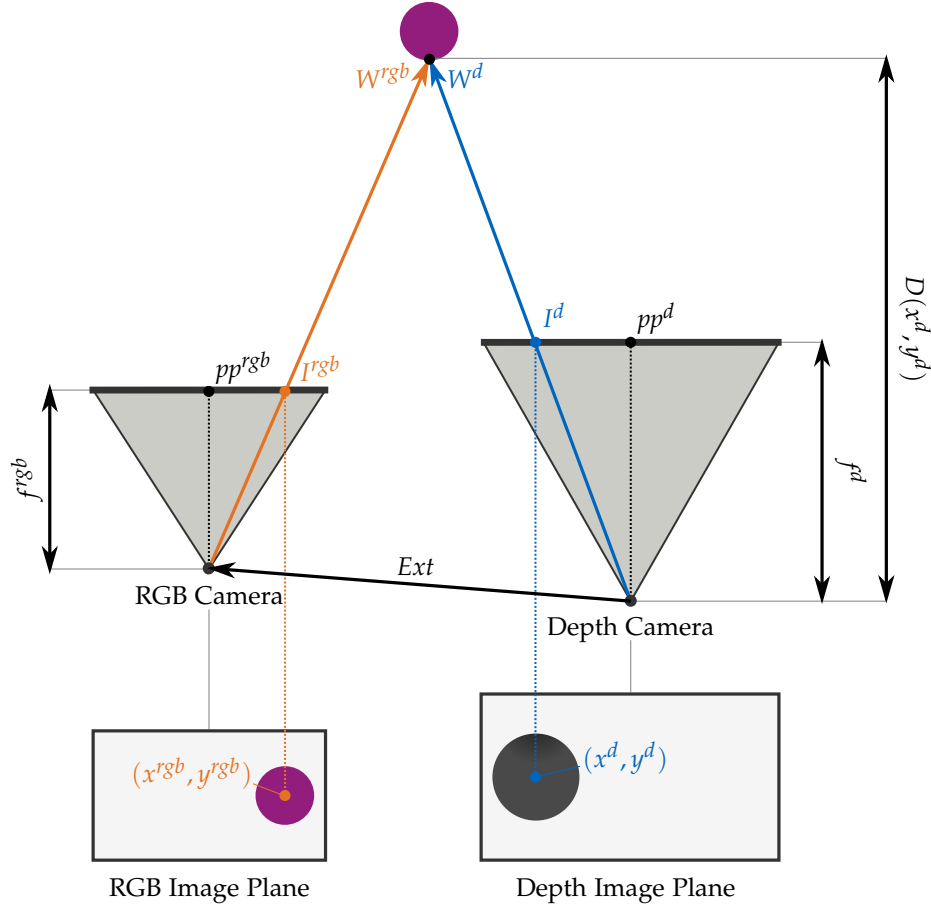 W^{rgb} W^{d}
D(x^{d}, y^{d})
I^{d} pp^{d}
pp^{rgb} I^{rgb}
f^{rgb}
f^{d}
Ext
RGB Camera
Depth Camera
(x^{rgb}, y^{rgb})
(x^{d}, y^{d})
RGB Image Plane
Depth Image Plane